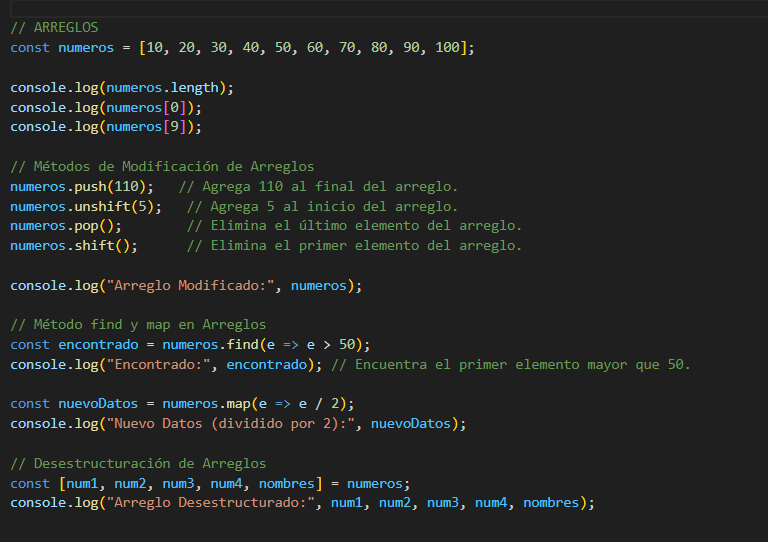 // ARREGLOS
const numeros = [10, 20, 30, 40, 50, 60, 70, 80, 90, 100];
console.log(numeros.length);
console.log(numeros[0]);
console.log(numeros[9]);
// Métodos de Modificación de Arreglos
numeros.push(110);   // Agrega 110 al final del arreglo.
numeros.unshift(5);   // Agrega 5 al inicio del arreglo.
numeros.pop();        // Elimina el último elemento del arreglo.
numeros.shift();      // Elimina el primer elemento del arreglo.
console.log("Arreglo Modificado:", numeros);
// Método find y map en Arreglos
const encontrado = numeros.find(e => e > 50);
console.log("Encontrado:", encontrado); // Encuentra el primer elemento mayor que 50.
const nuevoDatos = numeros.map(e => e / 2);
console.log("Nuevo Datos (dividido por 2):", nuevoDatos);
// Desestructuración de Arreglos
const [num1, num2, num3, num4, nombres] = numeros;
console.log("Arreglo Desestructurado:", num1, num2, num3, num4, nombres);